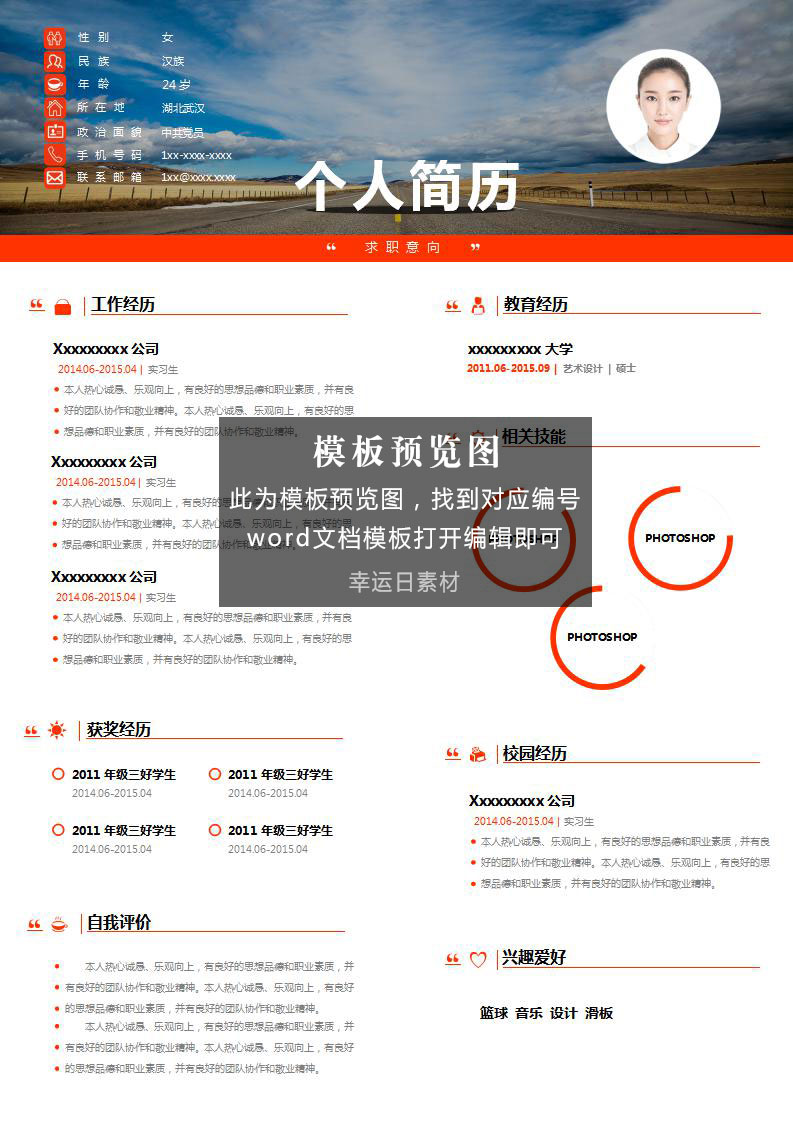 性别 女
民族 汉族
年龄 24岁
所在地 湖北武汉
政治面貌 中共党员
手机号码 1xx-xxxx-xxxx
联系邮箱 1xx@xxxx.xxxx
个人简历
“ 求职意向 ”
工作经历
Xxxxxxxxx 公司
2014.06-2015.04 | 实习生
本人热心诚恳、乐观向上，有良好的思想品德和职业素质，并有良
好的团队协作和敬业精神。本人热心诚恳、乐观向上，有良好的思
想品德和职业素质，并有良好的团队协作和敬业精神。
Xxxxxxxxx 公司
2014.06-2015.04 | 实习生
本人热心诚恳、乐观向上，有良好的
好的团队协作和敬业精神。
想品德和职业素质，并有良好的团队协作和敬业精神。
Xxxxxxxxx 公司
2014.06-2015.04 | 实习生
本人热心诚恳、乐观向上，有良好的思想品德和职业素质，并有良
好的团队协作和敬业精神。本人热心诚恳、乐观向上，有良好的思
想品德和职业素质，并有良好的团队协作和敬业精神。
获奖经历
2011 年级三好学生
2014.06-2015.04
2011 年级三好学生
2014.06-2015.04
2011 年级三好学生
2014.06-2015.04
2011 年级三好学生
2014.06-2015.04
自我评价
本人热心诚恳、乐观向上，有良好的思想品德和职业素质，并
有良好的团队协作和敬业精神。本人热心诚恳、乐观向上，有良好
的思想品德和职业素质，并有良好的团队协作和敬业精神。
本人热心诚恳、乐观向上，有良好的思想品德和职业素质，并
有良好的团队协作和敬业精神。本人热心诚恳、乐观向上，有良好
的思想品德和职业素质，并有良好的团队协作和敬业精神。
教育经历
xxxxxxxxx 大学
2011.06-2015.09 | 艺术设计 | 硕士
相关技能
PHOTOSHOP
PHOTOSHOP
校园经历
Xxxxxxxxx 公司
2014.06-2015.04 | 实习生
本人热心诚恳、乐观向上，有良好的思想品德和职业素质，并有良
好的团队协作和敬业精神。本人热心诚恳、乐观向上，有良好的思
想品德和职业素质，并有良好的团队协作和敬业精神。
兴趣爱好
篮球 音乐 设计 滑板
模板预览图
此为模板预览图，找到对应编号
word文档模板打开编辑即可
幸运日素材